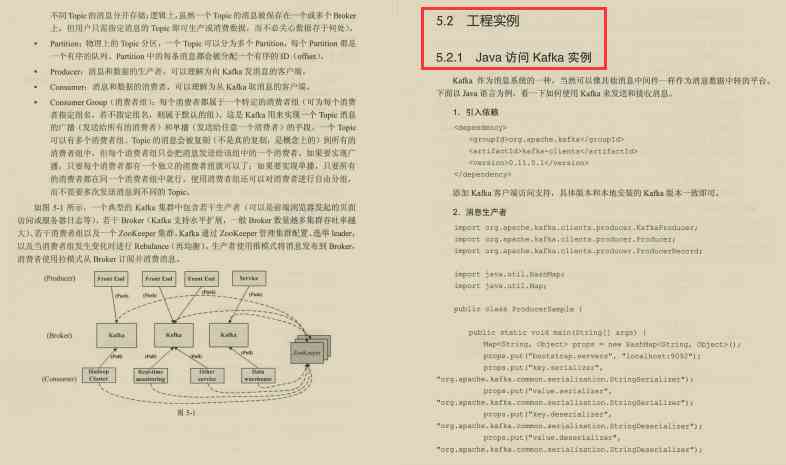 不同 Topic 的消息分开存储;逻辑上,虽然一个 Topic 的消息被保存在一个或多个 Broker
上,但用户只需指定消息的 Topic 即可生产或消费数据,而不必关心数据存于何处)。
• Partition:物理上的 Topic 分区,一个 Topic 可以分为多个 Partition,每个 Partition 都是
一个有序的队列。Partition 中的每条消息都会被分配一个有序的 ID(offset)。
• Producer:消息和数据的生产者,可以理解为向 Kafka 发消息的客户端。
• Consumer:消息和数据的消费者,可以理解为从 Kafka 取消息的客户端。
• Consumer Group(消费者组):每个消费者都属于一个特定的消费者组(可为每个消费
者指定组名,若不指定组名,则属于默认的组)。这是 Kafka 用来实现一个 Topic 消息
的广播(发送给所有的消费者)和单播(发送给任意一个消费者)的手段。一个 Topic
可以有多个消费者组。Topic 的消息会被复制(不是真的复制,是概念上的)到所有的
消费者组中,但每个消费者组只会把消息发送给该组中的一个消费者。如果要实现广
播,只要每个消费者都有一个独立的消费者组就可以了;如果要实现单播,只要所有
的消费者都在同一个消费者组中就行。使用消费者组还可以对消费者进行自由分组,
而不需要多次发送消息到不同的 Topic。
如图 5-1 所示,一个典型的 Kafka 集群中包含若干生产者(可以是前端浏览器发起的页面
访问或服务器日志等)、若干 Broker(Kafka 支持水平扩展,一般 Broker 数量越多集群吞吐率越
大)、若干消费者组以及一个 ZooKeeper 集群。Kafka 通过 ZooKeeper 管理集群配置、选举 leader,
以及当消费者组发生变化时进行 Rebalance(再均衡)。生产者使用推模式将消息发布到 Broker,
消费者使用拉模式从 Broker 订阅并消费消息。
(Producer) Front End Front End Front End Service
(Push) (Push) (Push) (Push)
(Broker) Kafka Kafka Kafka
ZooKeeper
(Pull) (Pull) (Pull) (Pull)
(Consumer) Hadoop Cluster Real-time monitoring Other service Data warehouse
图 5-1
5.2 工程实例
5.2.1 Java 访问 Kafka 实例
Kafka 作为消息系统的一种,当然可以像其他消息中间件一样作为消息数据中转的平台。
下面以 Java 语言为例,看一下如何使用 Kafka 来发送和接收消息。
1.引入依赖
<dependency>
<groupId>org.apache.kafka</groupId>
<artifactId>kafka-clients</artifactId>
<version>0.11.0.1</version>
</dependency>
添加 Kafka 客户端访问支持,具体版本和本地安装的 Kafka 版本一致即可。
2.消息生产者
import org.apache.kafka.clients.producer.KafkaProducer;
import org.apache.kafka.clients.producer.Producer;
import org.apache.kafka.clients.producer.ProducerRecord;
import java.util.HashMap;
import java.util.Map;
public class ProducerSample {
public static void main(String[] args) {
Map<String, Object> props = new HashMap<String, Object>();
props.put("bootstrap.servers", "localhost:9092");
props.put("key.serializer",
"org.apache.kafka.common.serialization.StringSerializer");
props.put("value.serializer",
"org.apache.kafka.common.serialization.StringSerializer");
props.put("key.deserializer",
"org.apache.kafka.common.serialization.StringDeserializer");
props.put("value.deserializer",
"org.apache.kafka.common.serialization.StringDeserializer");